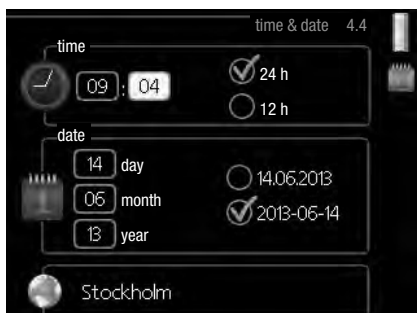 time & date 4.4
time
09 : 04
24 h
12 h
date
14 day
06 month
13 year
14.06.2013
2013-06-14
Stockholm